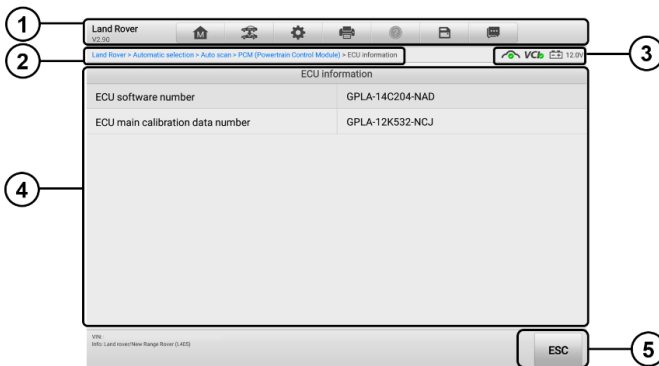 1
Land Rover
V2.90
M
2
Land Rover > Automatic selection > Auto scan > PCM (Powertrain Control Module) > ECU information
VCI 12.0V
3
ECU information
ECU software number GPLA-14C204-NAD
ECU main calibration data number GPLA-12K532-NCJ
4
VIN:
Info: Land rover/New Range Rover (L405)
ESC
5